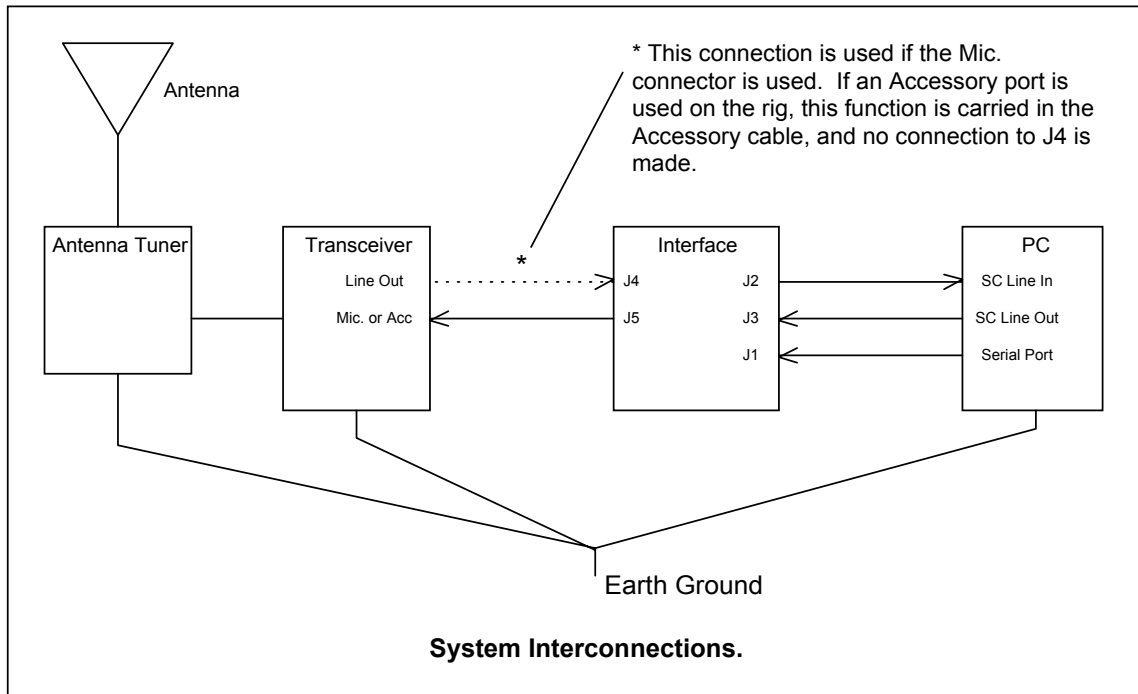 * This connection is used if the Mic.
connector is used.  If an Accessory port is
used on the rig, this function is carried in the
Accessory cable, and no connection to J4 is
made.
Antenna
Antenna Tuner
Transceiver
Line Out
Mic. or Acc
*
Interface
J4
J5
J2
J3
J1
PC
SC Line In
SC Line Out
Serial Port
Earth Ground
System Interconnections.